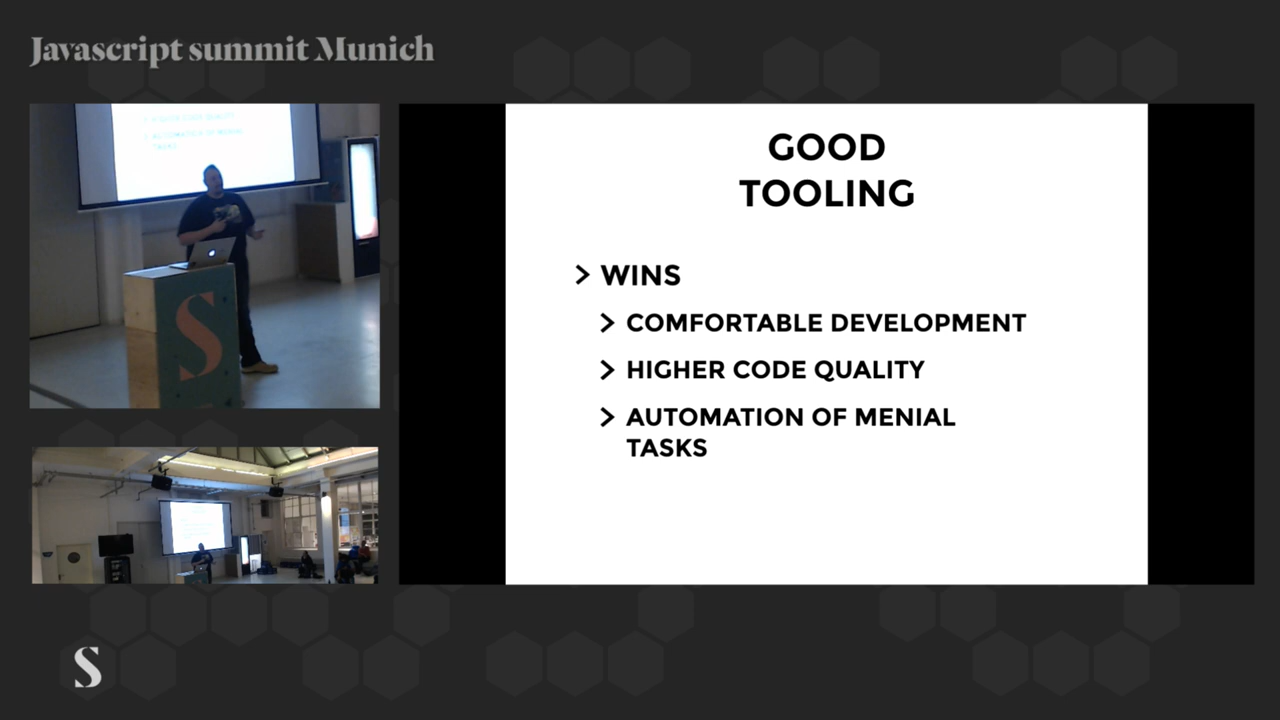 Javascript summit Munich
GOOD
TOOLING
> WINS
> COMFORTABLE DEVELOPMENT
> HIGHER CODE QUALITY
> AUTOMATION OF MENIAL
TASKS
S
S